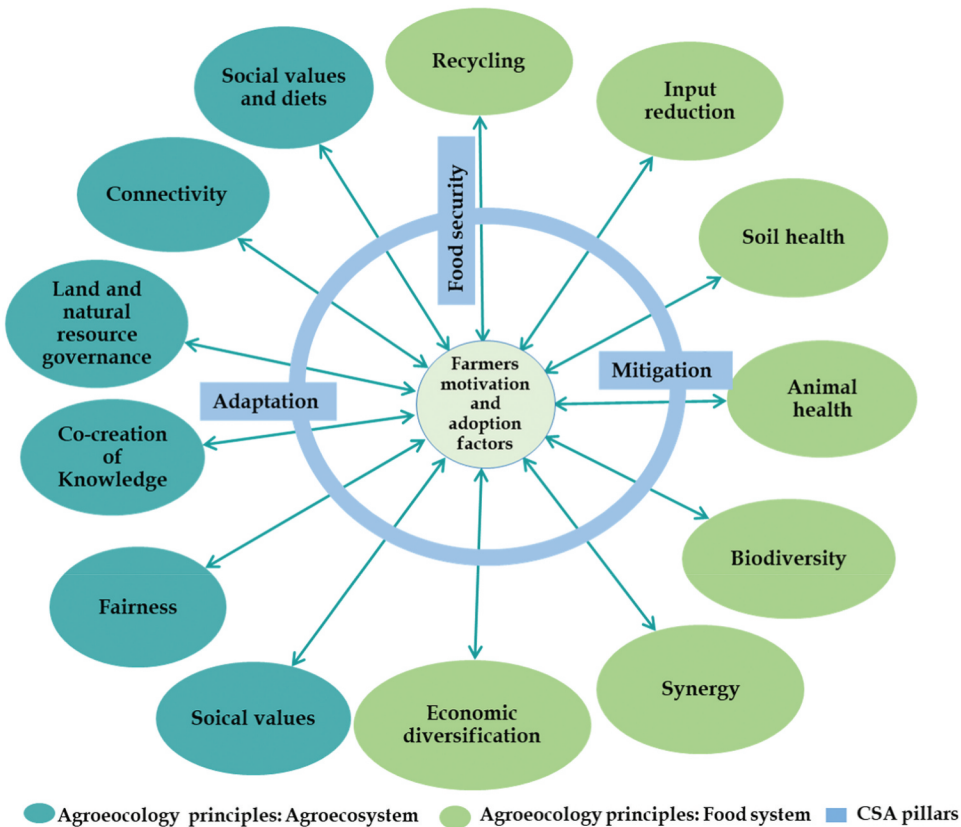 Recycling
Social values
and diets
Input
reduction
Connectivity
Food security
Soil health
Land and
natural
resource
governance
Farmers
motivation
and
adoption
factors
Mitigation
Adaptation
Animal
health
Co-creation
of
Knowledge
Biodiversity
Fairness
Synergy
Soical values
Economic
diversification
Agroeocology principles: Agroecosystem
Agroeocology principles: Food system
CSA pillars